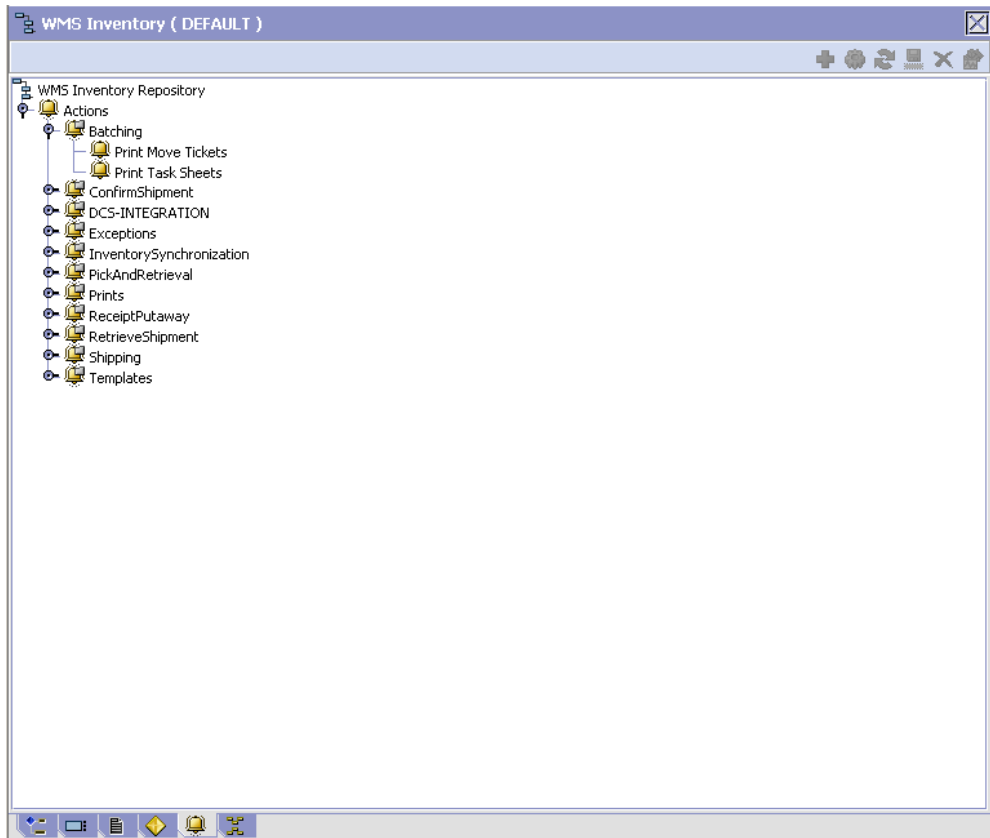 WMS Inventory ( DEFAULT )
WMS Inventory Repository
Actions
Batching
Print Move Tickets
Print Task Sheets
ConfirmShipment
DCS-INTEGRATION
Exceptions
InventorySynchronization
PickAndRetrieval
Prints
ReceiptPutaway
RetrieveShipment
Shipping
Templates